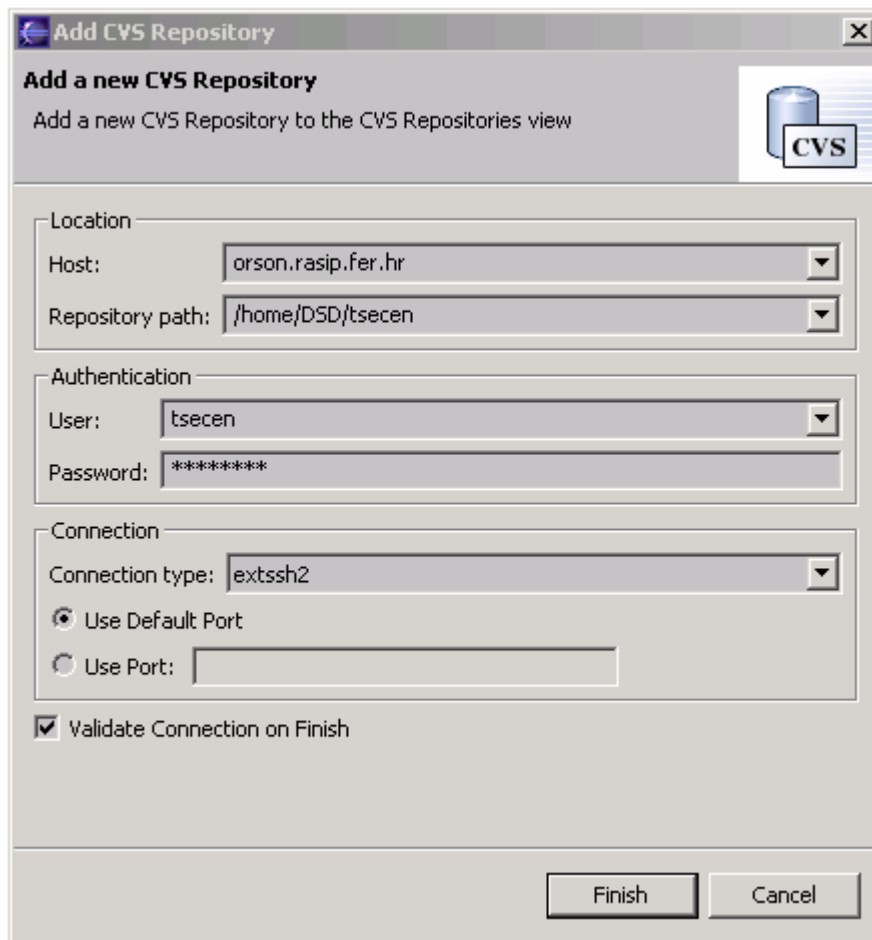 Add CVS Repository
Add a new CVS Repository
Add a new CVS Repository to the CVS Repositories view
CVS
Location
Host: orson.rasip.fer.hr
Repository path: /home/DSD/tsecen
Authentication
User: tsecen
Password: ********
Connection
Connection type: extssh2
Use Default Port
Use Port:
Validate Connection on Finish
Finish Cancel